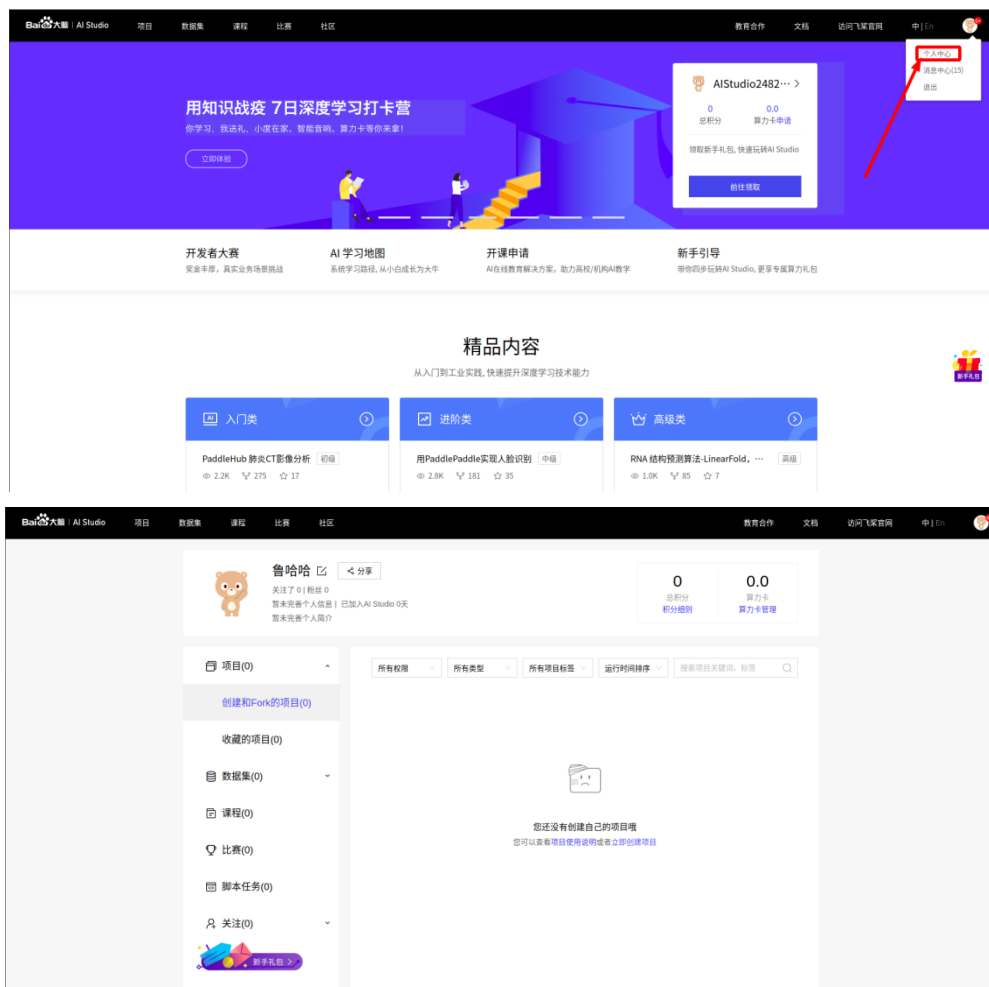 Bai大脑 | AI Studio 项目 数据集 课程 比赛 社区 教育合作 文档 访问飞桨官网 中 | En
个人中心
消息中心(15)
退出
AIStudio2482··· >
0 0.0
总积分 算力卡申请
领取新手礼包, 快速玩转AI Studio
前往领取
用知识战疫 7日深度学习打卡营
你学习, 我送礼, 小度在家、智能音响、算力卡等你来拿!
立即体验
开发者大赛 AI 学习地图 开课申请 新手引导
奖金丰厚, 真实业务场景挑战 系统学习路径, 从小白成长为大牛 AI在线教育解决方案, 助力高校/机构AI教学 带你四步玩转AI Studio, 更享专属算力礼包
精品内容
从入门到工业实践, 快速提升深度学习技术能力
新手礼包
AI 入门类 进阶类 高级类
PaddleHub 肺炎CT影像分析 初级 用PaddlePaddle实现人脸识别 中级 RNA 结构预测算法-LinearFold, ··· 高级
2.2K 275 17 2.8K 181 35 1.0K 85 7
Bai大脑 | AI Studio 项目 数据集 课程 比赛 社区 教育合作 文档 访问飞桨官网 中 | En
鲁哈哈 分享
关注了 0 | 粉丝 0
暂未完善个人信息 | 已加入AI Studio 0天
暂未完善个人简介
0 0.0
总积分 算力卡
积分细则 算力卡管理
项目(0)
创建和Fork的项目(0)
收藏的项目(0)
数据集(0)
课程(0)
比赛(0)
脚本任务(0)
关注(0)
新手礼包 >
所有权限 所有类型 所有项目标签 运行时间排序 搜索项目关键词、标签
您还没有创建自己的项目哦
您可以查看项目使用说明或者立即创建项目